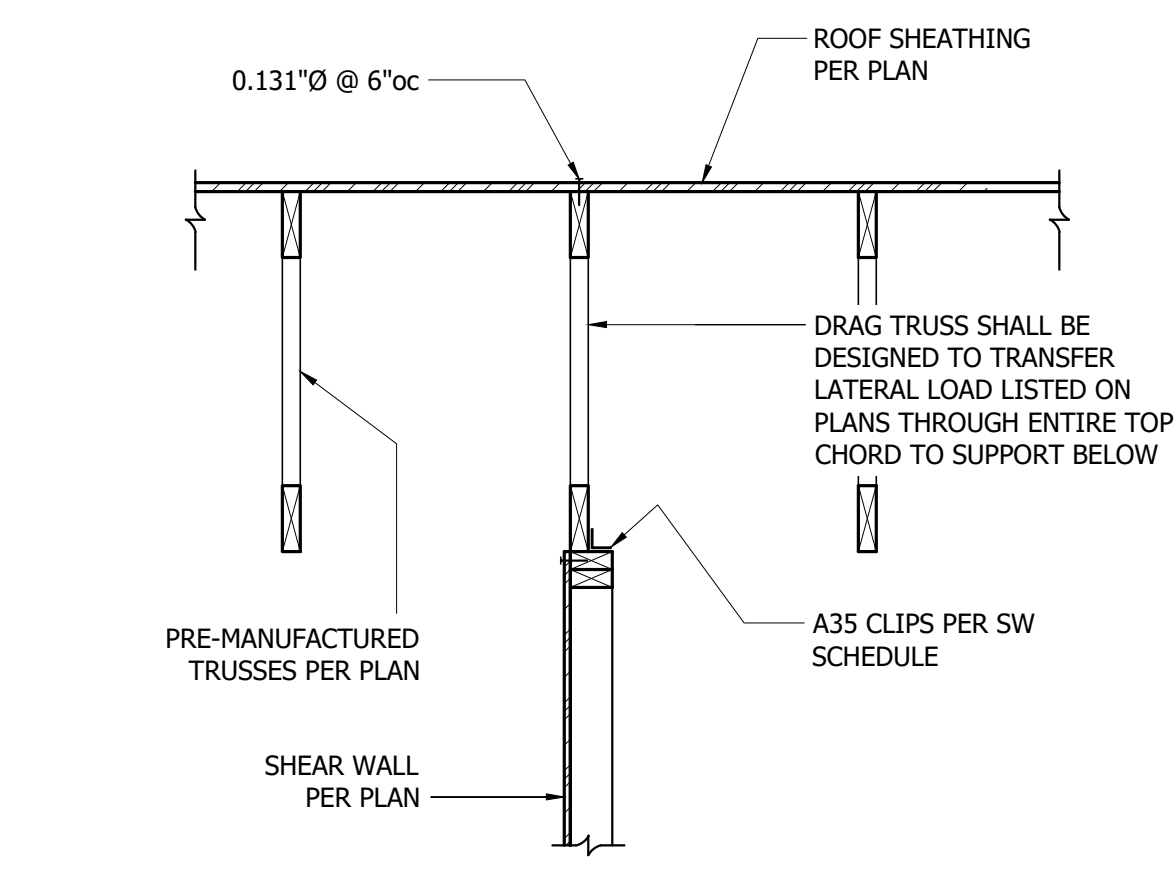 0.131"Ø @ 6"oc
ROOF SHEATHING
PER PLAN
DRAG TRUSS SHALL BE
DESIGNED TO TRANSFER
LATERAL LOAD LISTED ON
PLANS THROUGH ENTIRE TOP
CHORD TO SUPPORT BELOW
PRE-MANUFACTURED
TRUSSES PER PLAN
A35 CLIPS PER SW
SCHEDULE
SHEAR WALL
PER PLAN